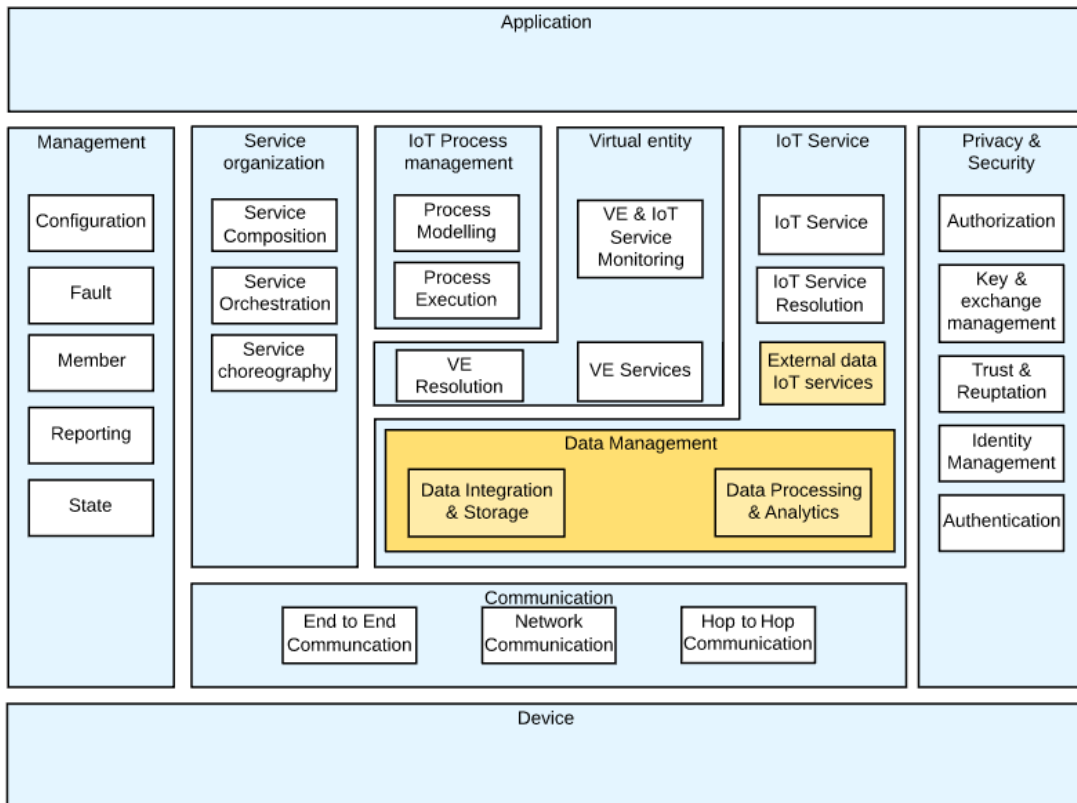 Application
Management
Configuration
Fault
Member
Reporting
State
Service
organization
Service
Composition
Service
Orchestration
Service
choreography
IoT Process
management
Process
Modelling
Process
Execution
Virtual entity
VE & IoT
Service
Monitoring
VE
Resolution
VE Services
IoT Service
IoT Service
IoT Service
Resolution
External data
IoT services
Data Management
Data Integration
& Storage
Data Processing
& Analytics
Privacy &
Security
Authorization
Key &
exchange
management
Trust &
Reuptation
Identity
Management
Authentication
Communication
End to End
Communcation
Network
Communication
Hop to Hop
Communication
Device